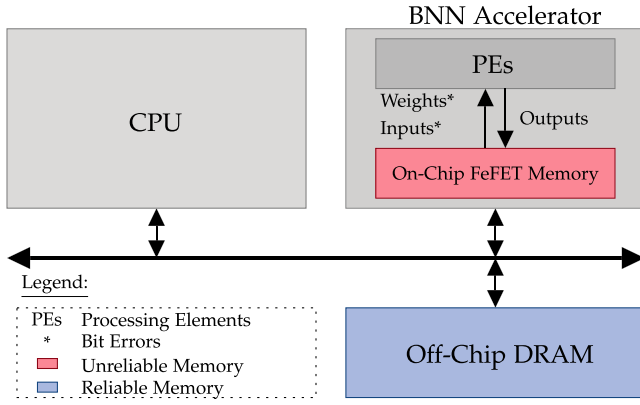 BNN Accelerator
CPU
PEs
Weights*
Inputs*
Outputs
On-Chip FeFET Memory
Legend:
PEs Processing Elements
* Bit Errors
Unreliable Memory
Reliable Memory
Off-Chip DRAM